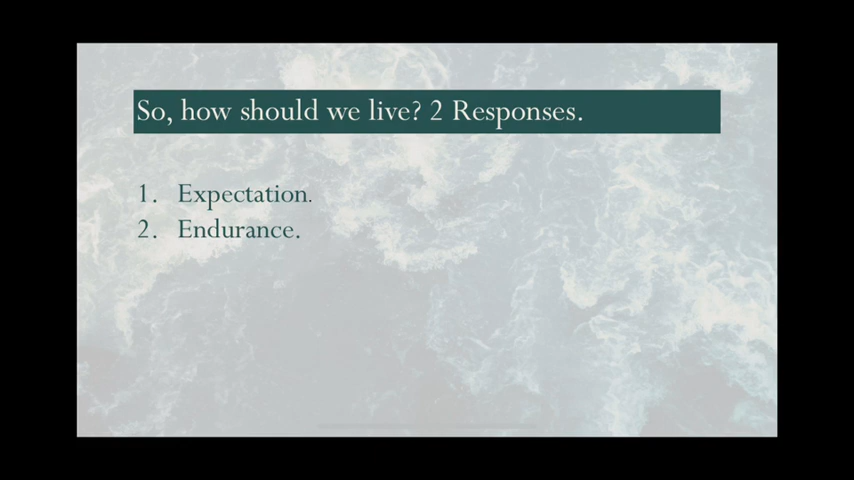 So, how should we live? 2 Responses.
1. Expectation.
2. Endurance.